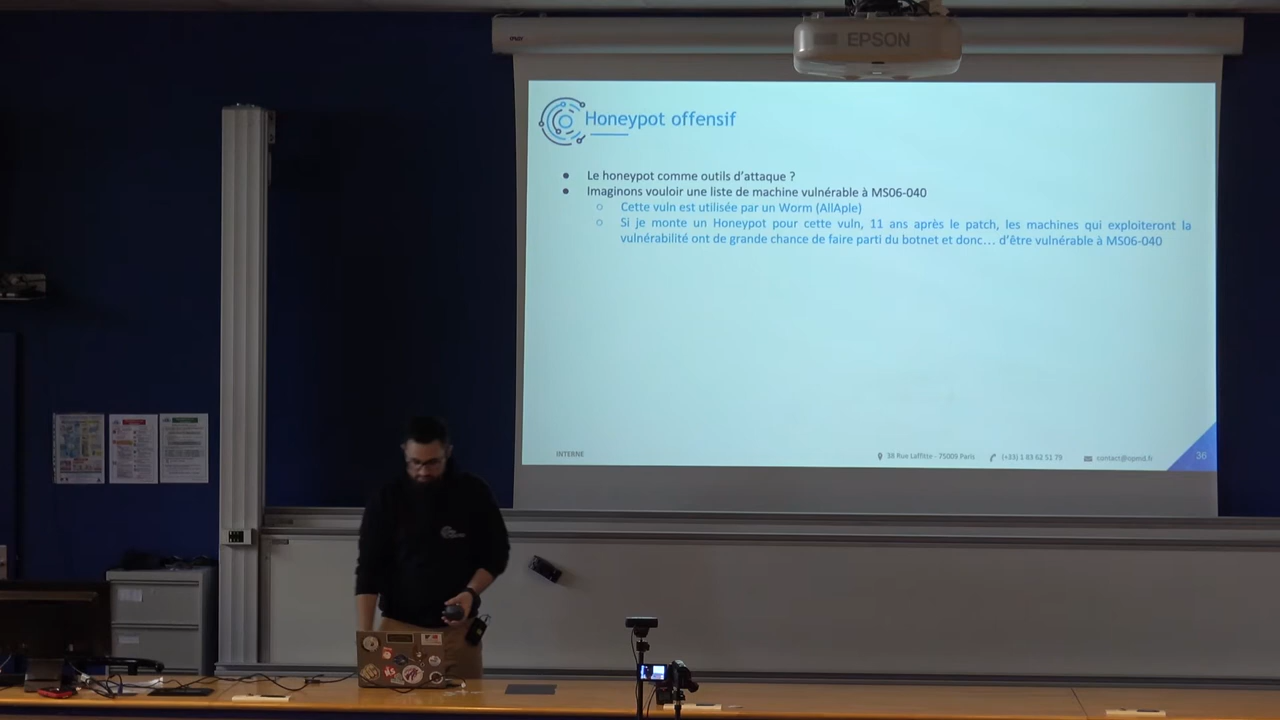 EPSON
Honeypot offensif
● Le honeypot comme outils d'attaque ?
● Imaginons vouloir une liste de machine vulnérable à MS06-040
○ Cette vuln est utilisée par un Worm (AllAple)
○ Si je monte un Honeypot pour cette vuln, 11 ans après le patch, les machines qui exploiteront la
vulnérabilité ont de grande chance de faire parti du botnet et donc... d'être vulnérable à MS06-040
INTERNE
38 Rue Laffitte - 75009 Paris
(+33) 1 83 62 51 79
contact@opmd.fr
36